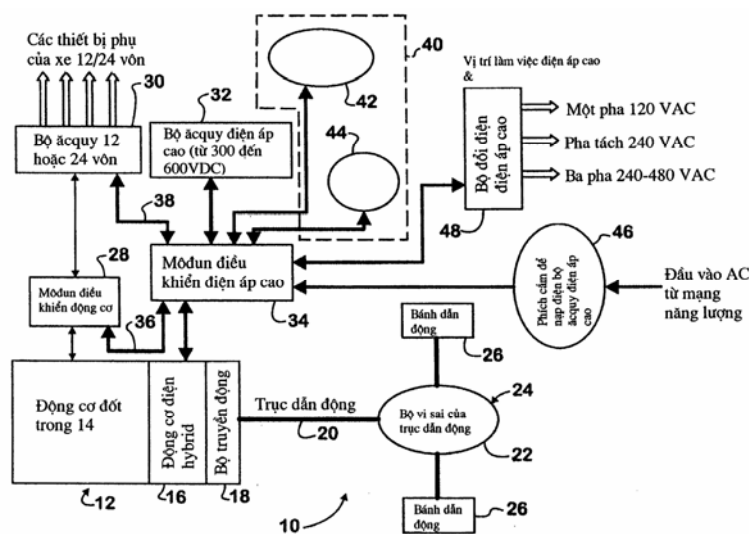 Các thiết bị phụ
của xe 12/24 vôn
30
Bộ ăcquy 12
hoặc 24 vôn
32
Bộ ăcquy điện áp
cao (từ 300 đến
600VDC)
40
42
44
Vị trí làm việc điện áp cao
&
Bộ đổi điện
điện áp cao
48
Một pha 120 VAC
Pha tách 240 VAC
Ba pha 240-480 VAC
38
28
Môđun điều
khiển động cơ
36
Môđun điều
khiển điện áp cao
34
46
Phích cắm để
nạp điện bộ
ăcquy điện áp
cao
Đầu vào AC
từ mạng
năng lượng
Bánh dẫn
động
26
Động cơ đốt
trong 14
Động cơ điện
hybrid
Bộ truyền động
Trục dẫn động
20
24
Bộ vi sai của
trục dẫn động
22
12
16
18
10
Bánh dẫn
động
26